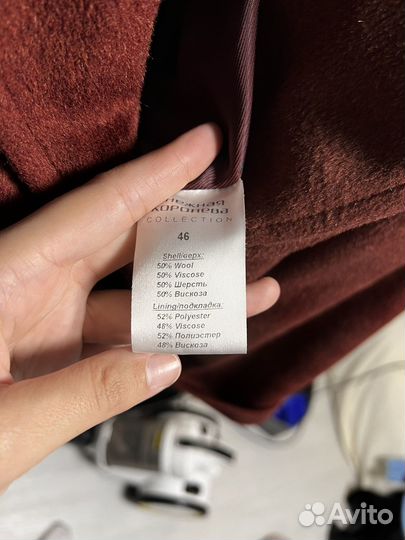 нежная
королева
COLLECTION
46
Shell/верх:
50% Wool
50% Viscose
50% Шерсть
50% Вискоза
Lining/подкладка:
52% Polyester
48% Viscose
52% Полиэстер
48% Вискоза
Avito